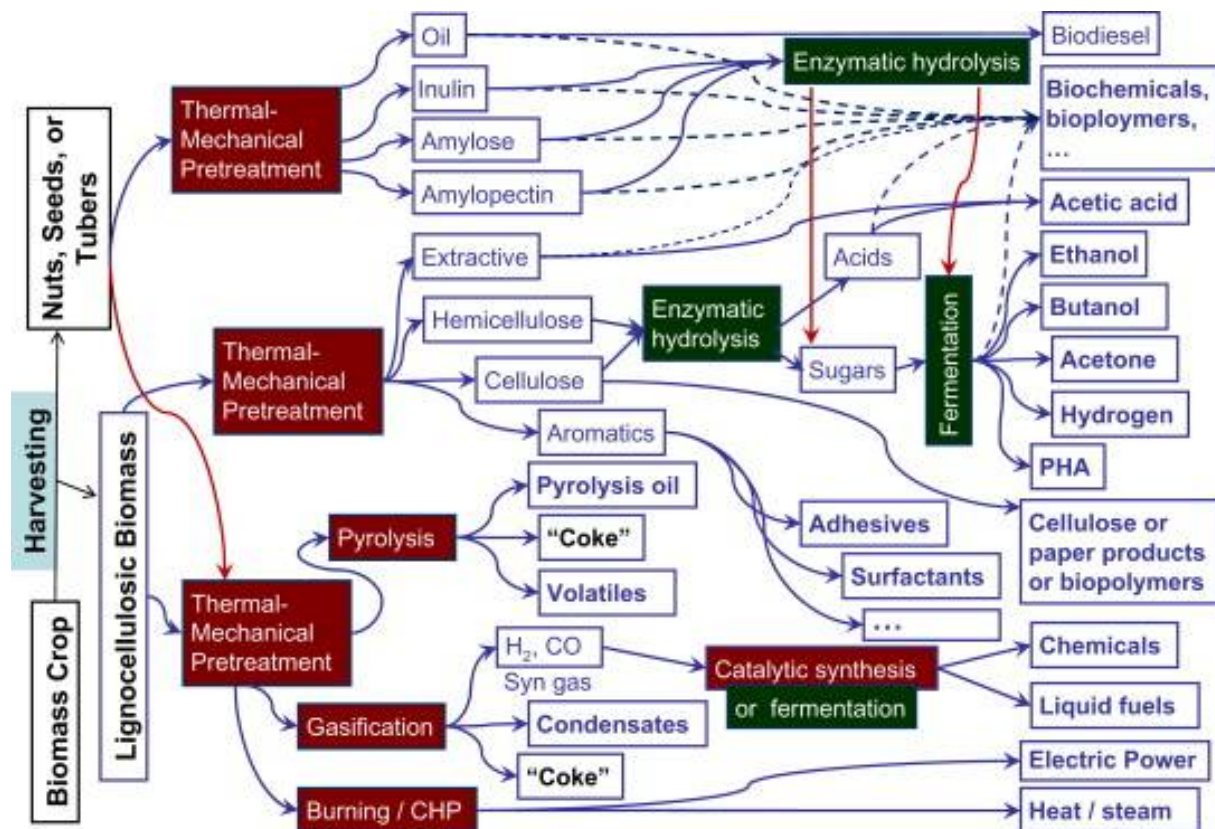 Oil
Biodiesel
Enzymatic hydrolysis
Inulin
Biochemicals,
bioploymers,
...
Thermal-
Mechanical
Pretreatment
Amylose
Amylopectin
Nuts, Seeds, or
Tubers
Acetic acid
Extractive
Acids
Ethanol
Hemicellulose
Enzymatic
hydrolysis
Butanol
Thermal-
Mechanical
Pretreatment
Fermentation
Cellulose
Sugars
Acetone
Hydrogen
Harvesting
Aromatics
PHA
Lignocellulosic Biomass
Pyrolysis oil
Adhesives
Cellulose or
paper products
or biopolymers
Pyrolysis
"Coke"
Surfactants
Volatiles
Thermal-
Mechanical
Pretreatment
...
Biomass Crop
H₂, CO
Syn gas
Catalytic synthesis
or fermentation
Chemicals
Liquid fuels
Gasification
Condensates
"Coke"
Electric Power
Burning / CHP
Heat / steam